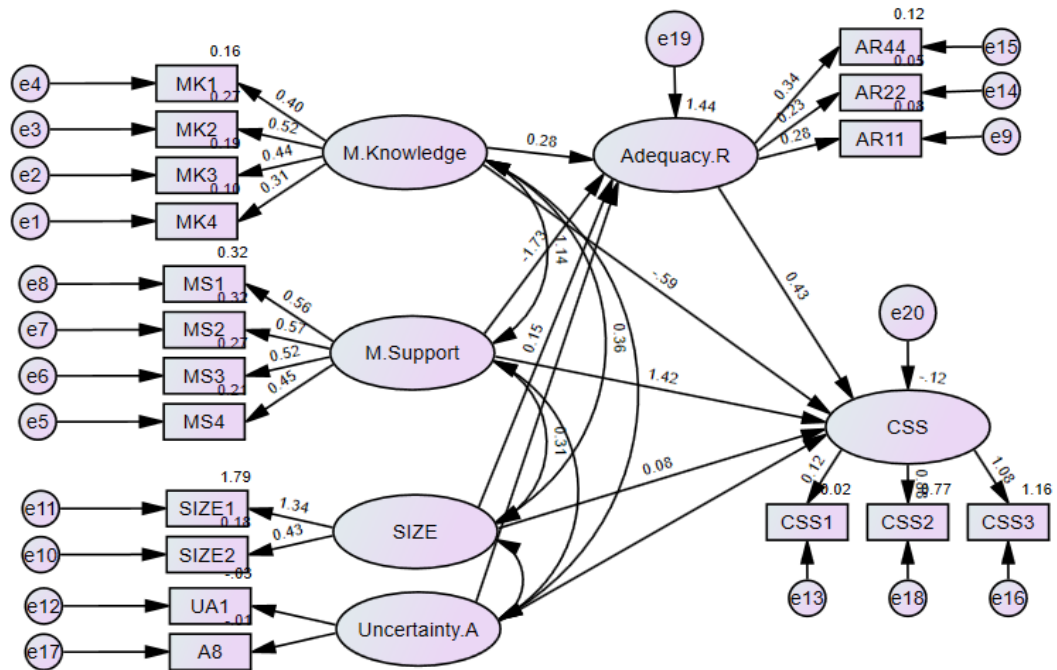 0.12
e19
0.16
AR44
e15
e4
MK1
0.05
0.27
0.40
0.34
1.44
AR22
e14
e3
MK2
0.52
0.23
0.08
0.19
M.Knowledge
0.28
Adequacy.R
0.28
AR11
e9
e2
MK3
0.44
0.10
0.31
e1
MK4
0.32
-1.73
1.14
-.59
e8
MS1
0.43
0.32
0.56
e20
e7
MS2
0.57
0.15
0.36
0.27
0.52
M.Support
e6
MS3
1.42
-.12
0.21
0.45
e5
MS4
0.31
CSS
0.08
1.79
0.12
1.08
e11
SIZE1
1.34
0.02
0.77
1.16
0.18
SIZE
CSS1
CSS2
CSS3
e10
SIZE2
0.43
-.03
e12
UA1
e13
e18
e16
-.01
Uncertainty.A
e17
A8